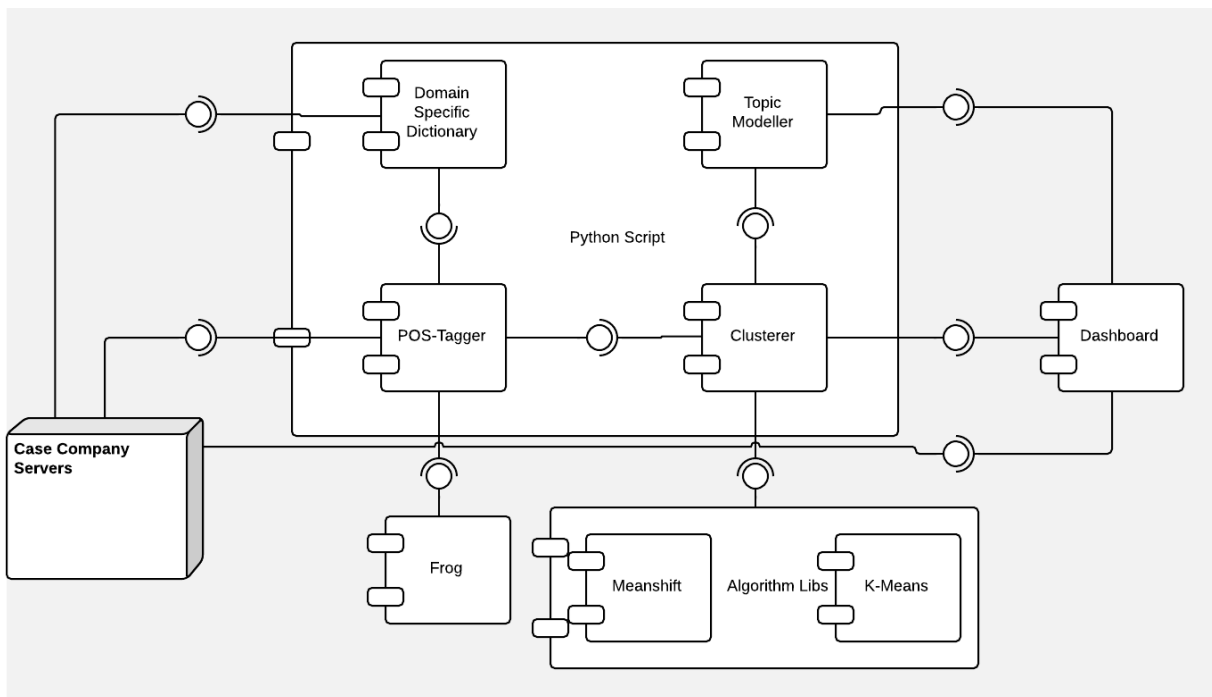 Domain
Specific
Dictionary
Topic
Modeller
Python Script
POS-Tagger
Clusterer
Dashboard
Case Company
Servers
Frog
Meanshift
Algorithm Libs
K-Means